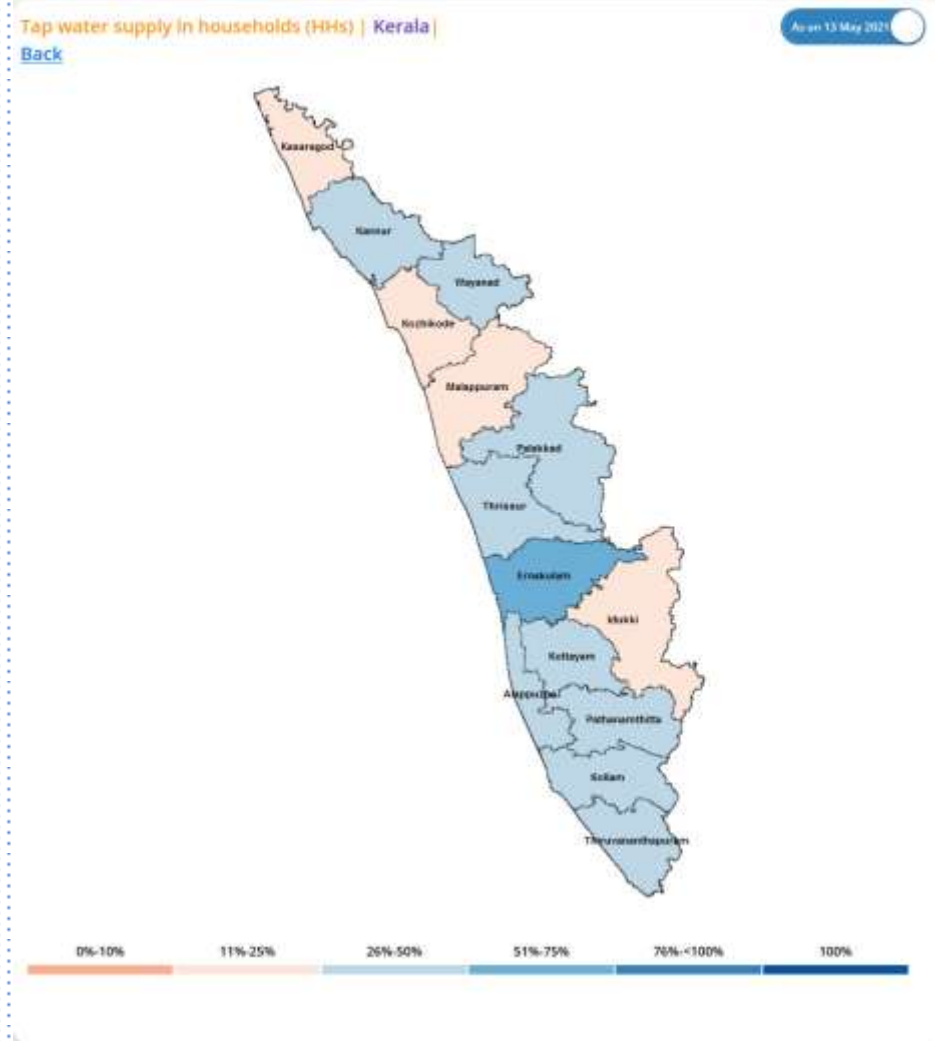 Tap water supply in households (HHs) | Kerala|
As on 13 May 2021
Back
Kasaragod
Kannur
Wayanad
Kozhikode
Malappuram
Palakkad
Thrissur
Ernakulam
Idukki
Kottayam
Alappuzha
Pathanamthitta
Kollam
Thiruvananthapuram
0%-10% 11%-25% 26%-50% 51%-75% 76%-<100% 100%